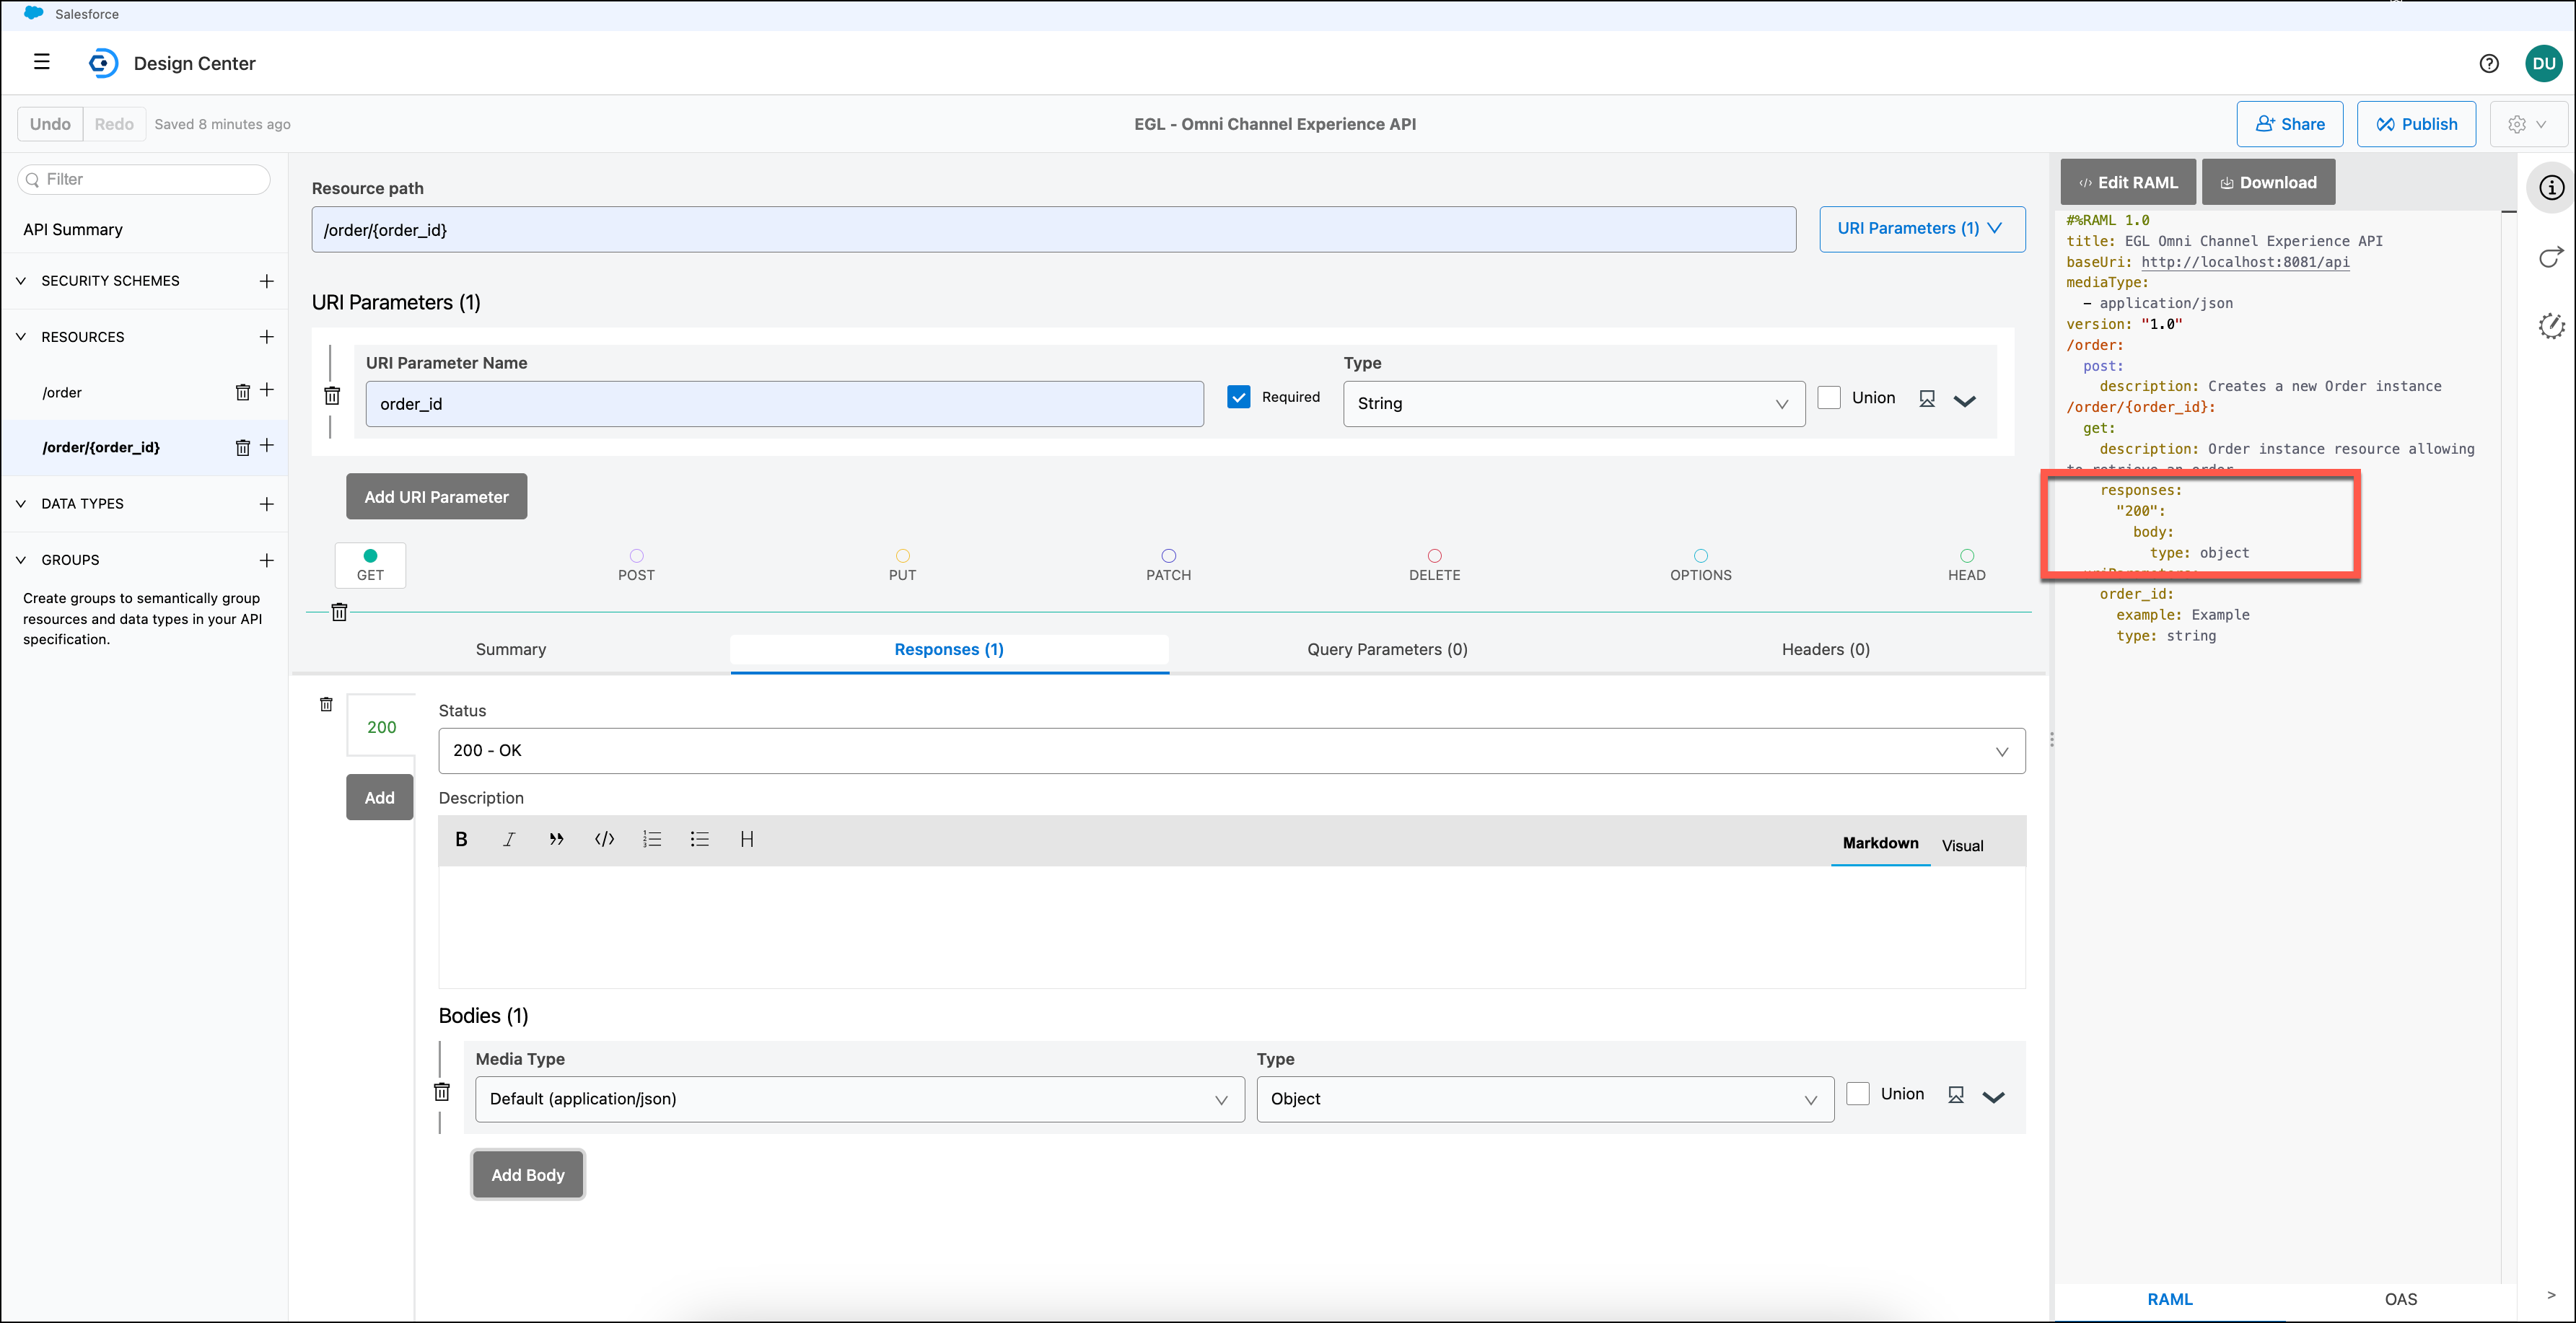 Salesforce
Design Center
DU
Undo
Redo
Saved 8 minutes ago
EGL - Omni Channel Experience API
Share
Publish
Filter
API Summary
SECURITY SCHEMES
RESOURCES
/order
/order/{order_id}
DATA TYPES
GROUPS
Create groups to semantically group
resources and data types in your API
specification.
Resource path
/order/{order_id}
URI Parameters (1)
URI Parameters (1)
URI Parameter Name
Type
order_id
Required
String
Union
Add URI Parameter
GET
POST
PUT
PATCH
DELETE
OPTIONS
HEAD
Summary
Responses (1)
Query Parameters (0)
Headers (0)
200
Add
Status
200 - OK
Description
B I ” </> H
Markdown
Visual
Bodies (1)
Media Type
Type
Default (application/json)
Object
Union
Add Body
Edit RAML
Download
#%RAML 1.0
title: EGL Omni Channel Experience API
baseUri: http://localhost:8081/api
mediaType:
- application/json
version: "1.0"
/order:
post:
description: Creates a new Order instance
/order/{order_id}:
get:
description: Order instance resource allowing
to retrieve an order
responses:
"200":
body:
type: object
uriParameters:
order_id:
example: Example
type: string
RAML
OAS